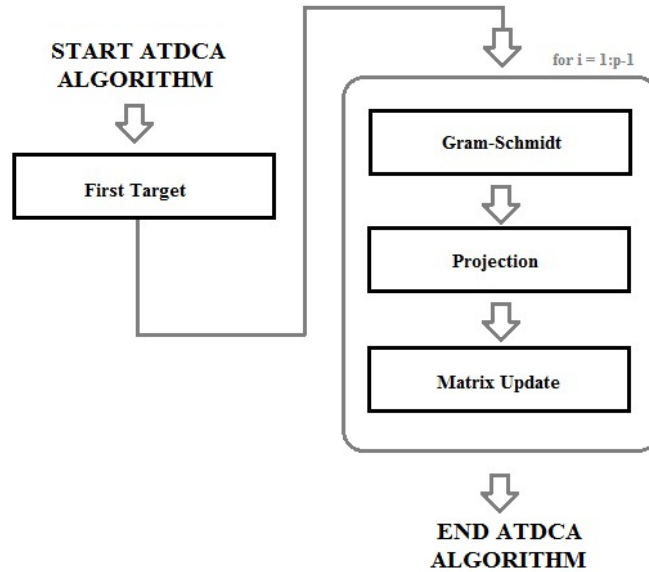 START ATDCA
ALGORITHM
First Target
for i = 1:p-1
Gram-Schmidt
Projection
Matrix Update
END ATDCA
ALGORITHM